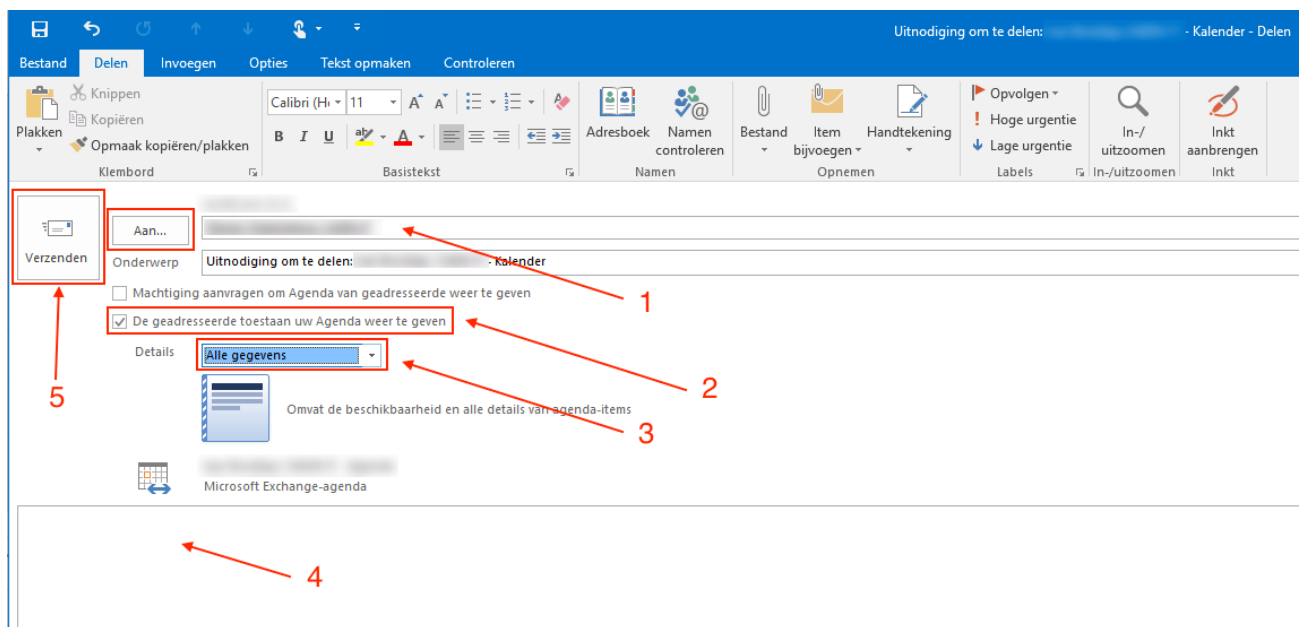 Uitnodiging om te delen: - Kalender - Delen
Bestand Delen Invoegen Opties Tekst opmaken Controleren
Plakken
Knippen
Kopiëren
Opmaak kopiëren/plakken
Klembord
Calibri (Ho 11
B I U
Basistekst
Adresboek
Namen controleren
Namen
Bestand
Item bijvoegen
Handtekening
Opnemen
Opvolgen
Hoge urgentie
Lage urgentie
Labels
In-/ uitzoomen
In-/uitzoomen
Inkt aanbrengen
Inkt
Verzenden
Aan...
Onderwerp Uitnodiging om te delen: - Kalender
Machtiging aanvragen om Agenda van geadresseerde weer te geven
1
De geadresseerde toestaan uw Agenda weer te geven
Details Alle gegevens
5
2
Omvat de beschikbaarheid en alle details van agenda-items
3
Microsoft Exchange-agenda
4